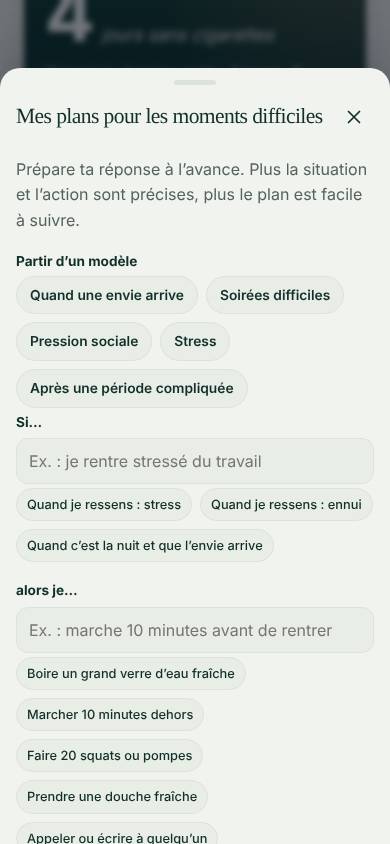 4 jours sans cigarettes
Mes plans pour les moments difficiles
Prépare ta réponse à l’avance. Plus la situation
et l’action sont précises, plus le plan est facile
à suivre.
Partir d’un modèle
Quand une envie arrive
Soirées difficiles
Pression sociale
Stress
Après une période compliquée
Si…
Ex. : je rentre stressé du travail
Quand je ressens : stress
Quand je ressens : ennui
Quand c’est la nuit et que l’envie arrive
alors je…
Ex. : marche 10 minutes avant de rentrer
Boire un grand verre d’eau fraîche
Marcher 10 minutes dehors
Faire 20 squats ou pompes
Prendre une douche fraîche
Appeler ou écrire à quelqu’un